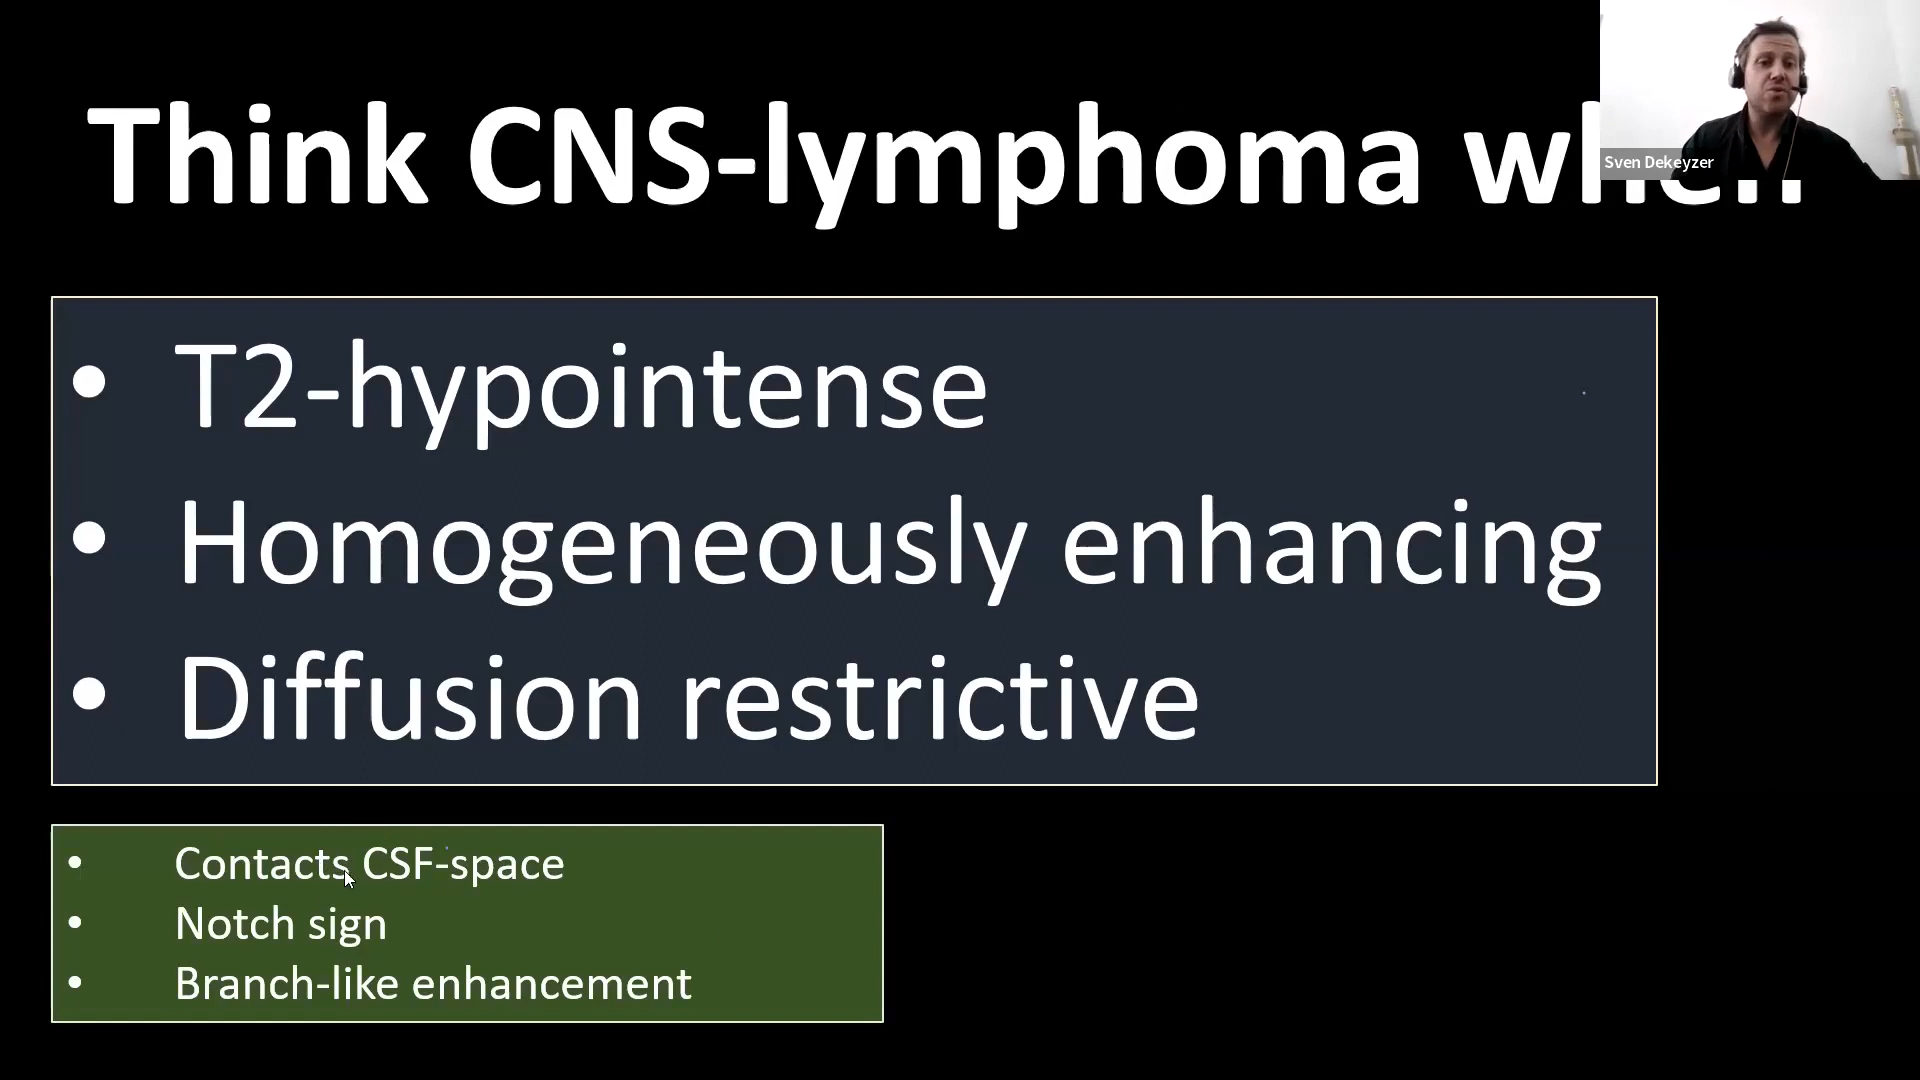 Think CNS-lymphoma when
Sven Dekeyzer
• T2-hypointense
• Homogeneously enhancing
• Diffusion restrictive
• Contacts CSF-space
• Notch sign
• Branch-like enhancement